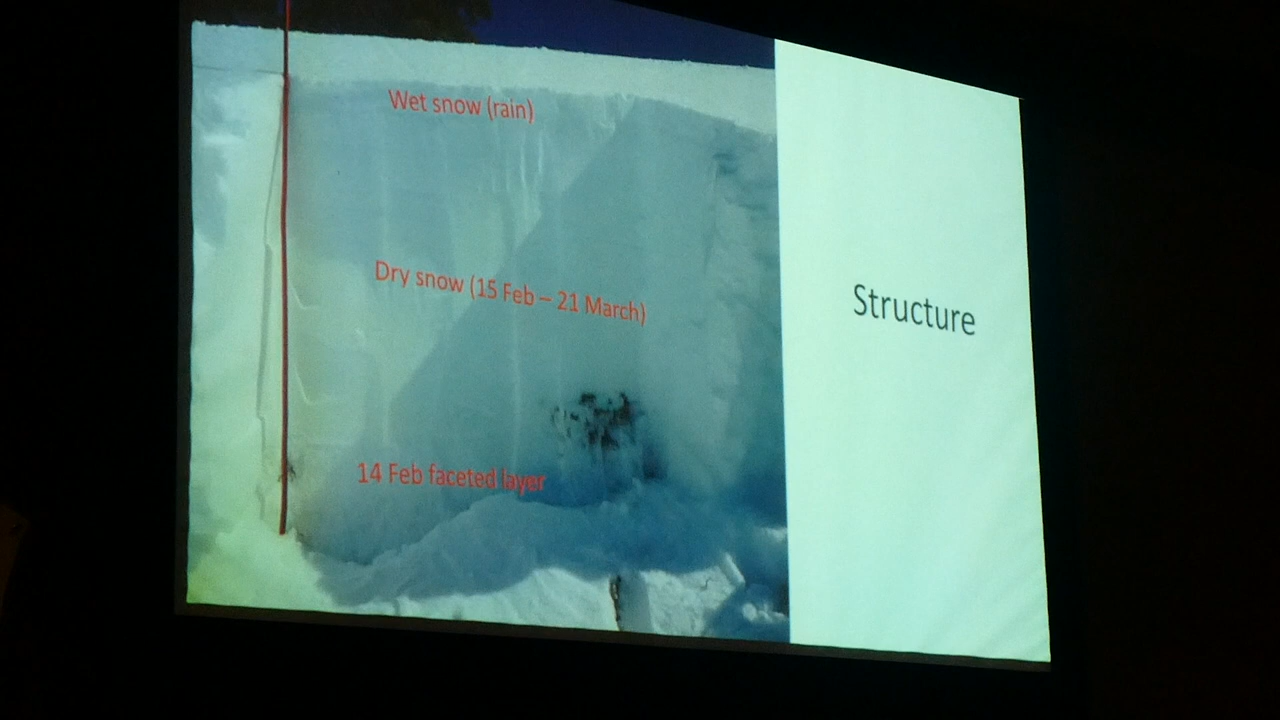 Wet snow (rain)
Dry snow (15 Feb – 21 March)
14 Feb faceted layer
Structure